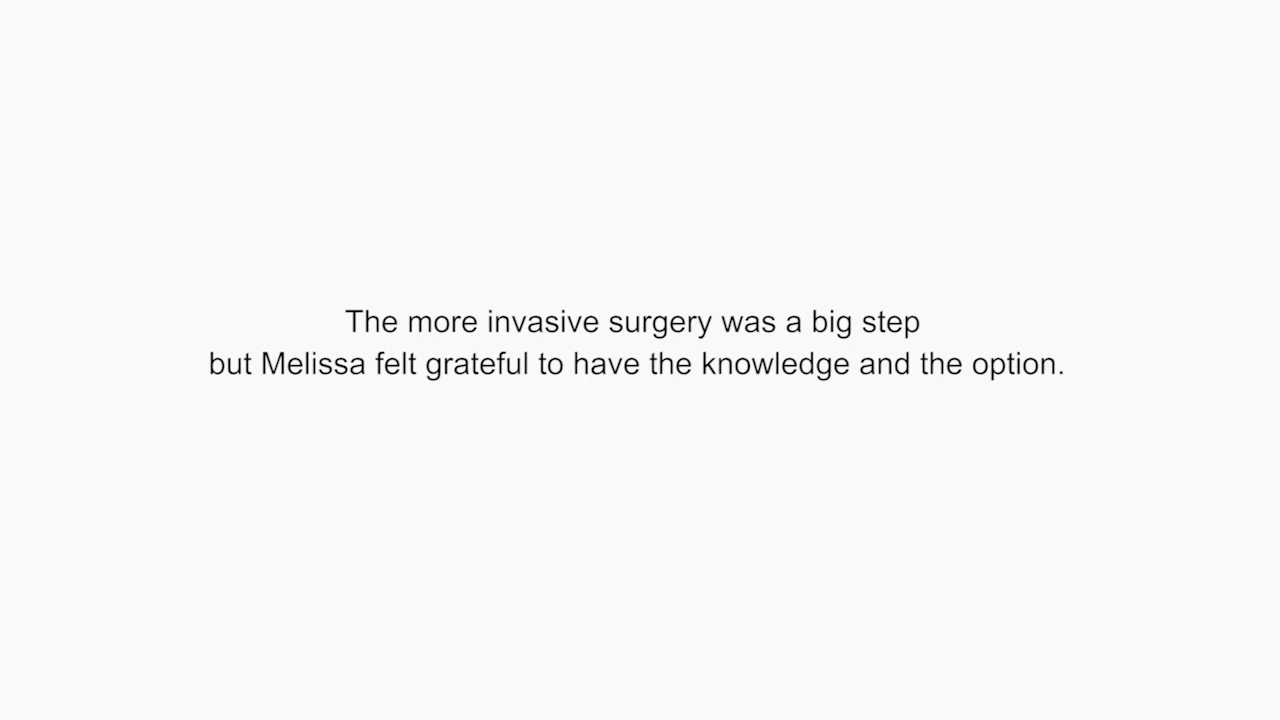 The more invasive surgery was a big step
but Melissa felt grateful to have the knowledge and the option.